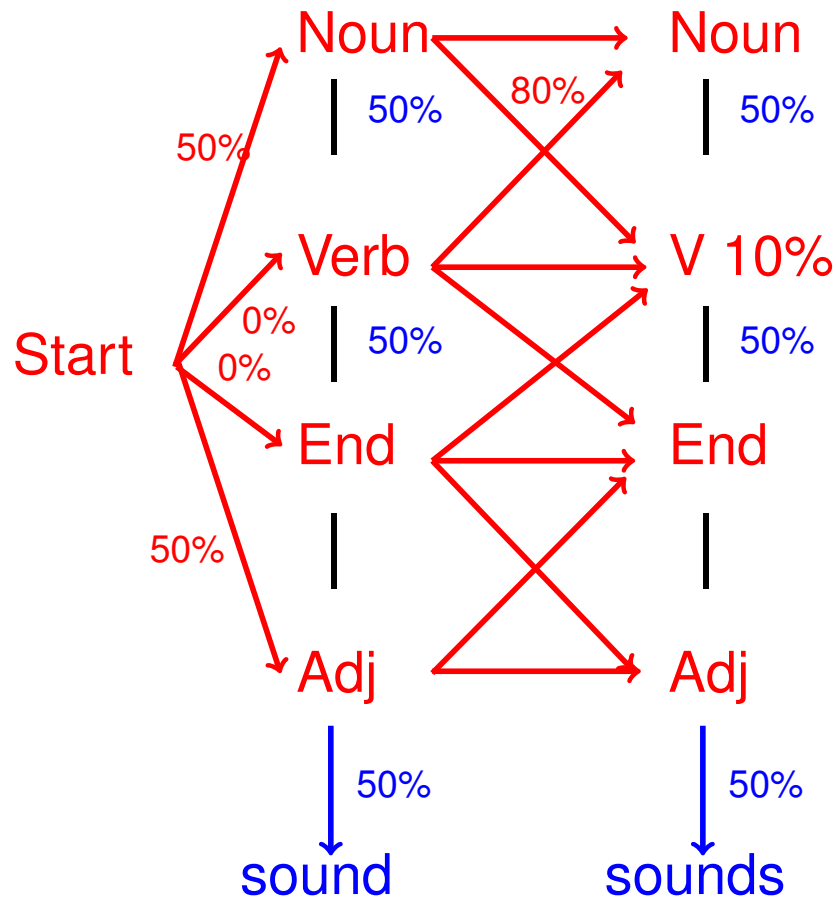 Noun Noun
80%
50% 50%
50%
Verb V 10%
0%
50% 50%
Start 0%
End End
50%
Adj Adj
50% 50%
sound sounds